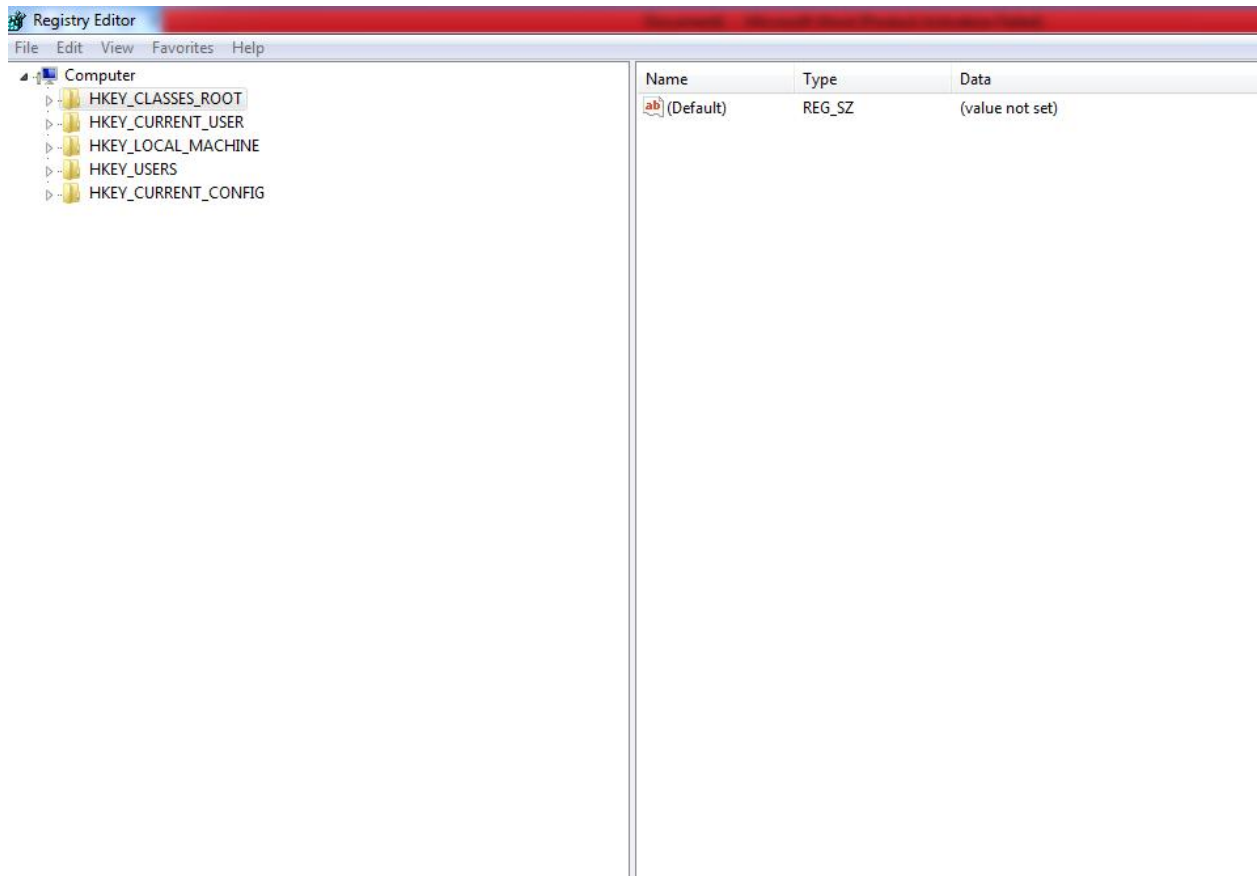 Registry Editor
File Edit View Favorites Help
Computer
HKEY_CLASSES_ROOT
HKEY_CURRENT_USER
HKEY_LOCAL_MACHINE
HKEY_USERS
HKEY_CURRENT_CONFIG
Name Type Data
ab (Default) REG_SZ (value not set)